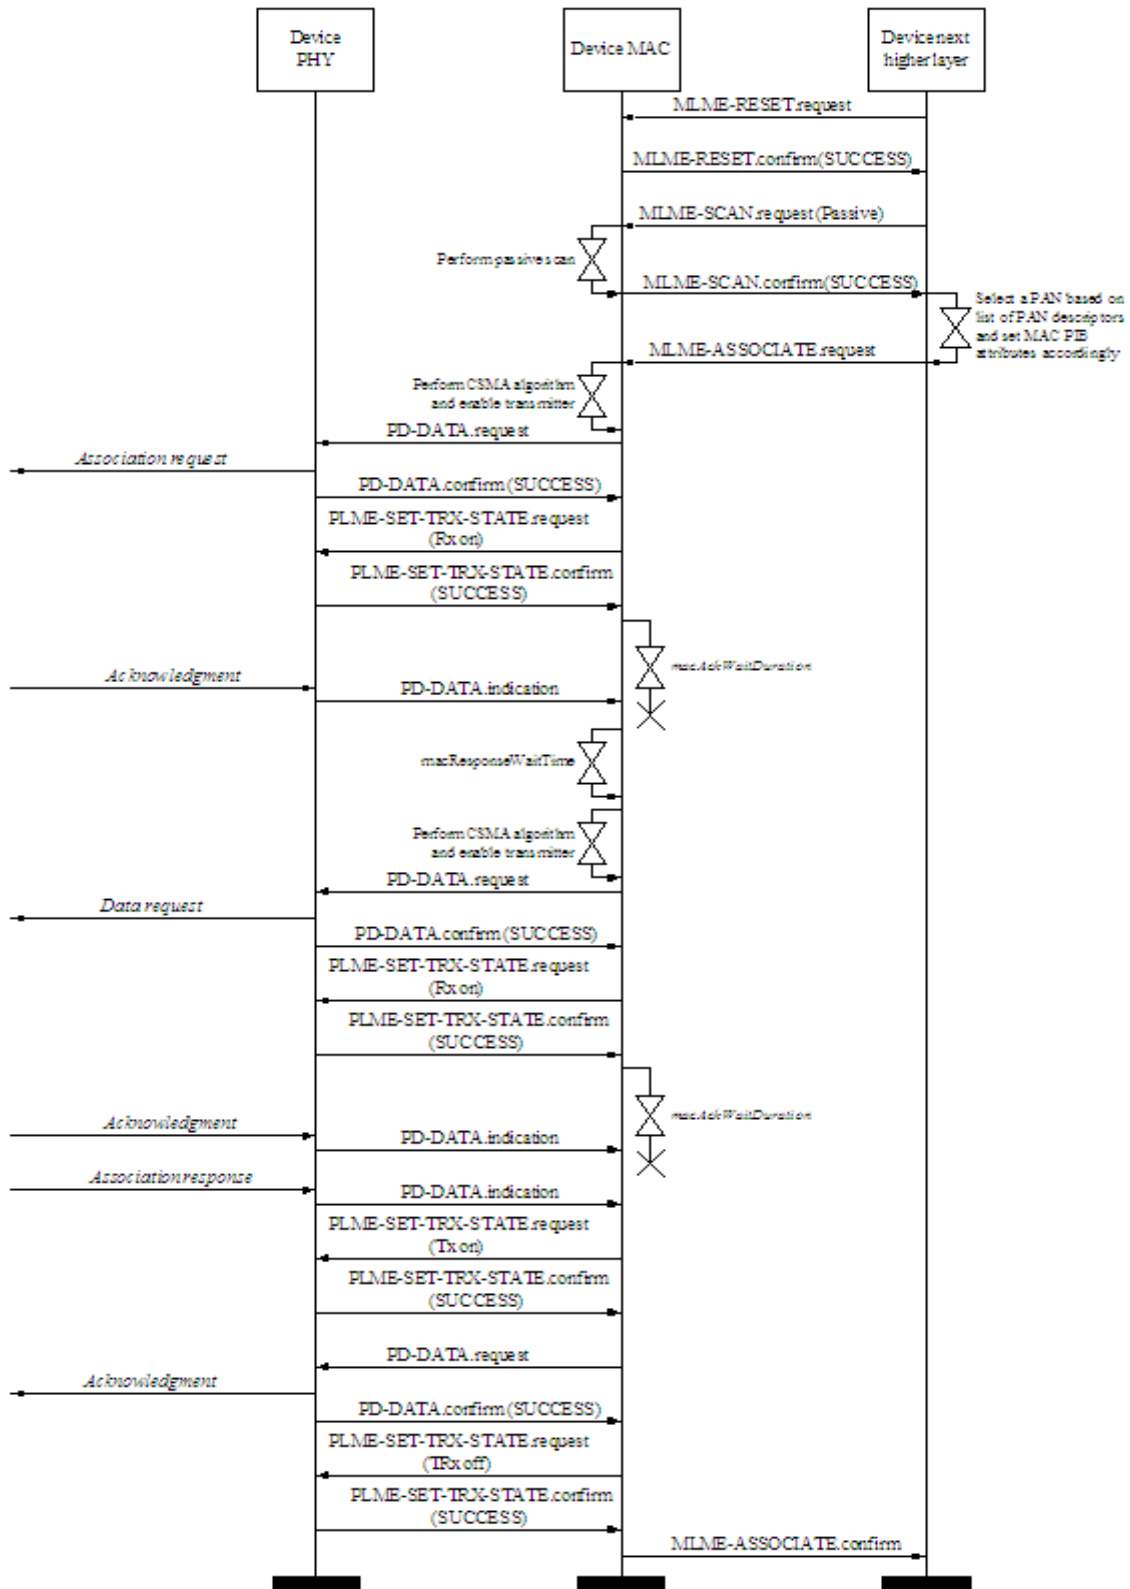 Device
PHY
Device MAC
Device next
higher layer
MLME-RESET.request
MLME-RESET.confirm (SUCCESS)
MLME-SCAN.request (Passive)
Perform passive scan
MLME-SCAN.confirm (SUCCESS)
Select a PAN based on
list of PAN descriptors
and set MAC PIB
attributes accordingly
MLME-ASSOCIATE.request
Perform CSMA algorithm
and enable transmitter
PD-DATA.request
Association request
PD-DATA.confirm (SUCCESS)
PLME-SET-TRX-STATE.request
(Rx on)
PLME-SET-TRX-STATE.confirm
(SUCCESS)
macAckWaitDuration
Acknowledgment
PD-DATA.indication
macResponseWaitTime
Perform CSMA algorithm
and enable transmitter
PD-DATA.request
Data request
PD-DATA.confirm (SUCCESS)
PLME-SET-TRX-STATE.request
(Rx on)
PLME-SET-TRX-STATE.confirm
(SUCCESS)
macAckWaitDuration
Acknowledgment
PD-DATA.indication
Association response
PD-DATA.indication
PLME-SET-TRX-STATE.request
(Tx on)
PLME-SET-TRX-STATE.confirm
(SUCCESS)
PD-DATA.request
Acknowledgment
PD-DATA.confirm (SUCCESS)
PLME-SET-TRX-STATE.request
(TRx off)
PLME-SET-TRX-STATE.confirm
(SUCCESS)
MLME-ASSOCIATE.confirm